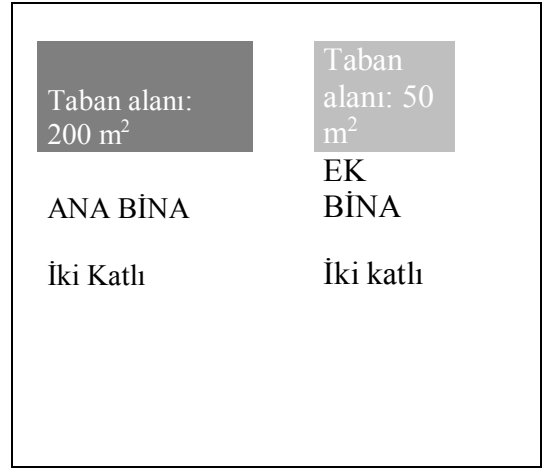 Taban alanı:
200 m²
ANA BİNA
İki Katlı
Taban
alanı: 50
m²
EK
BİNA
İki katlı